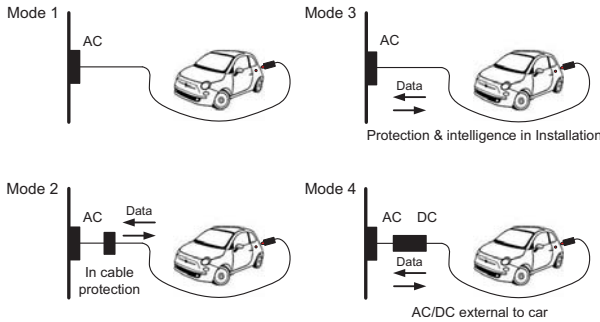 Mode 1
AC
Mode 3
AC
Data
Protection & intelligence in Installation
Mode 2
AC
Data
In cable
protection
Mode 4
AC DC
Data
AC/DC external to car